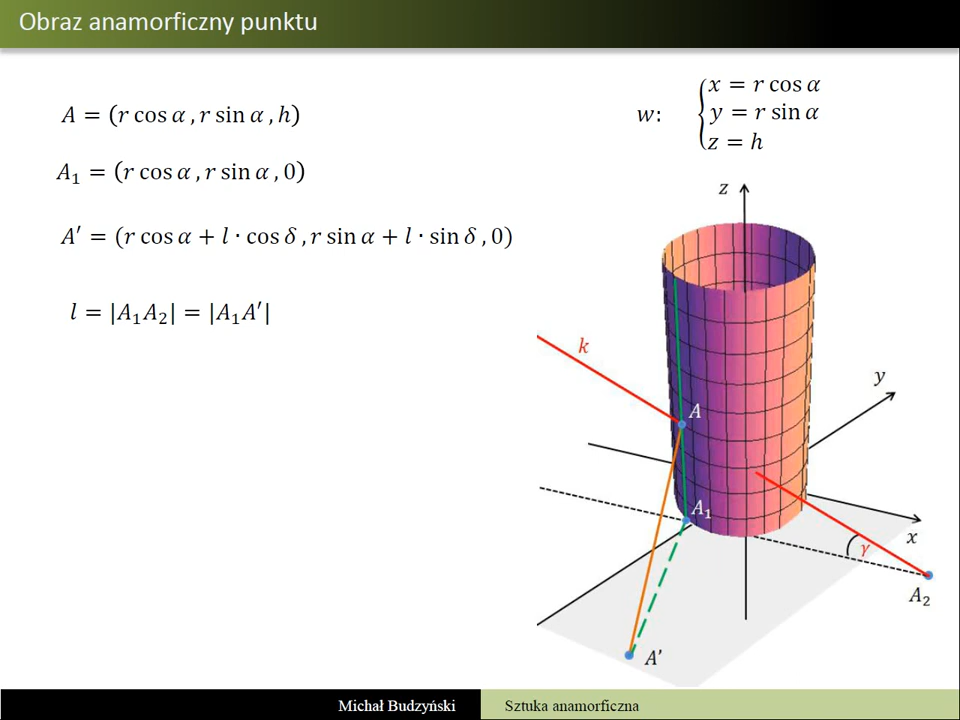 Obraz anamorficzny punktu
A = (r cos α , r sin α , h)
A₁ = (r cos α , r sin α , 0)
A′ = (r cos α + l · cos δ , r sin α + l · sin δ , 0)
l = |A₁A₂| = |A₁A′|
w: { x = r cos α
y = r sin α
z = h
z
k
y
A
A₁
x
γ
A₂
A'
Michał Budzyński
Sztuka anamorficzna